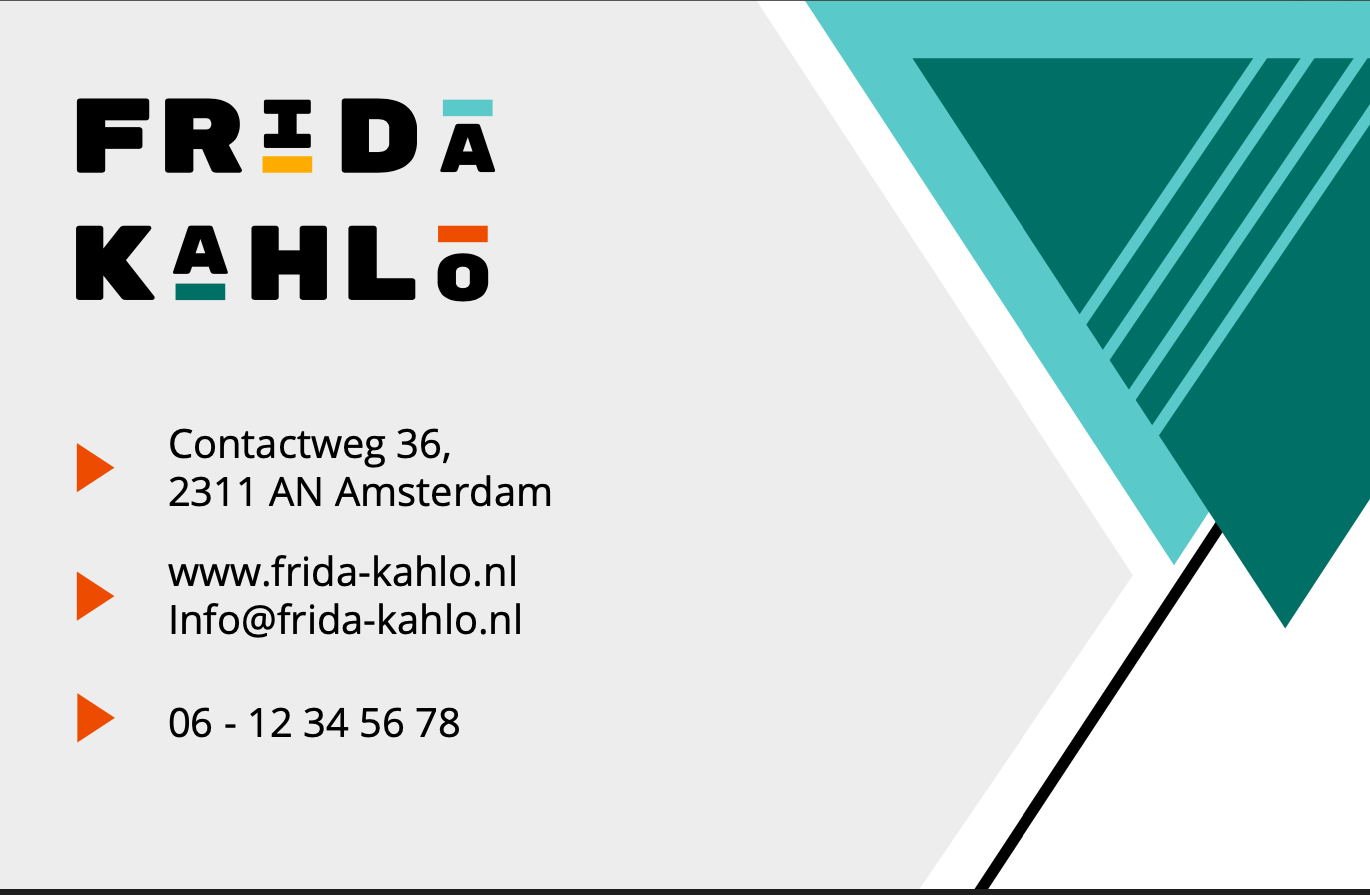 FRIDA
KAHLO
Contactweg 36,
2311 AN Amsterdam
www.frida-kahlo.nl
Info@frida-kahlo.nl
06 - 12 34 56 78